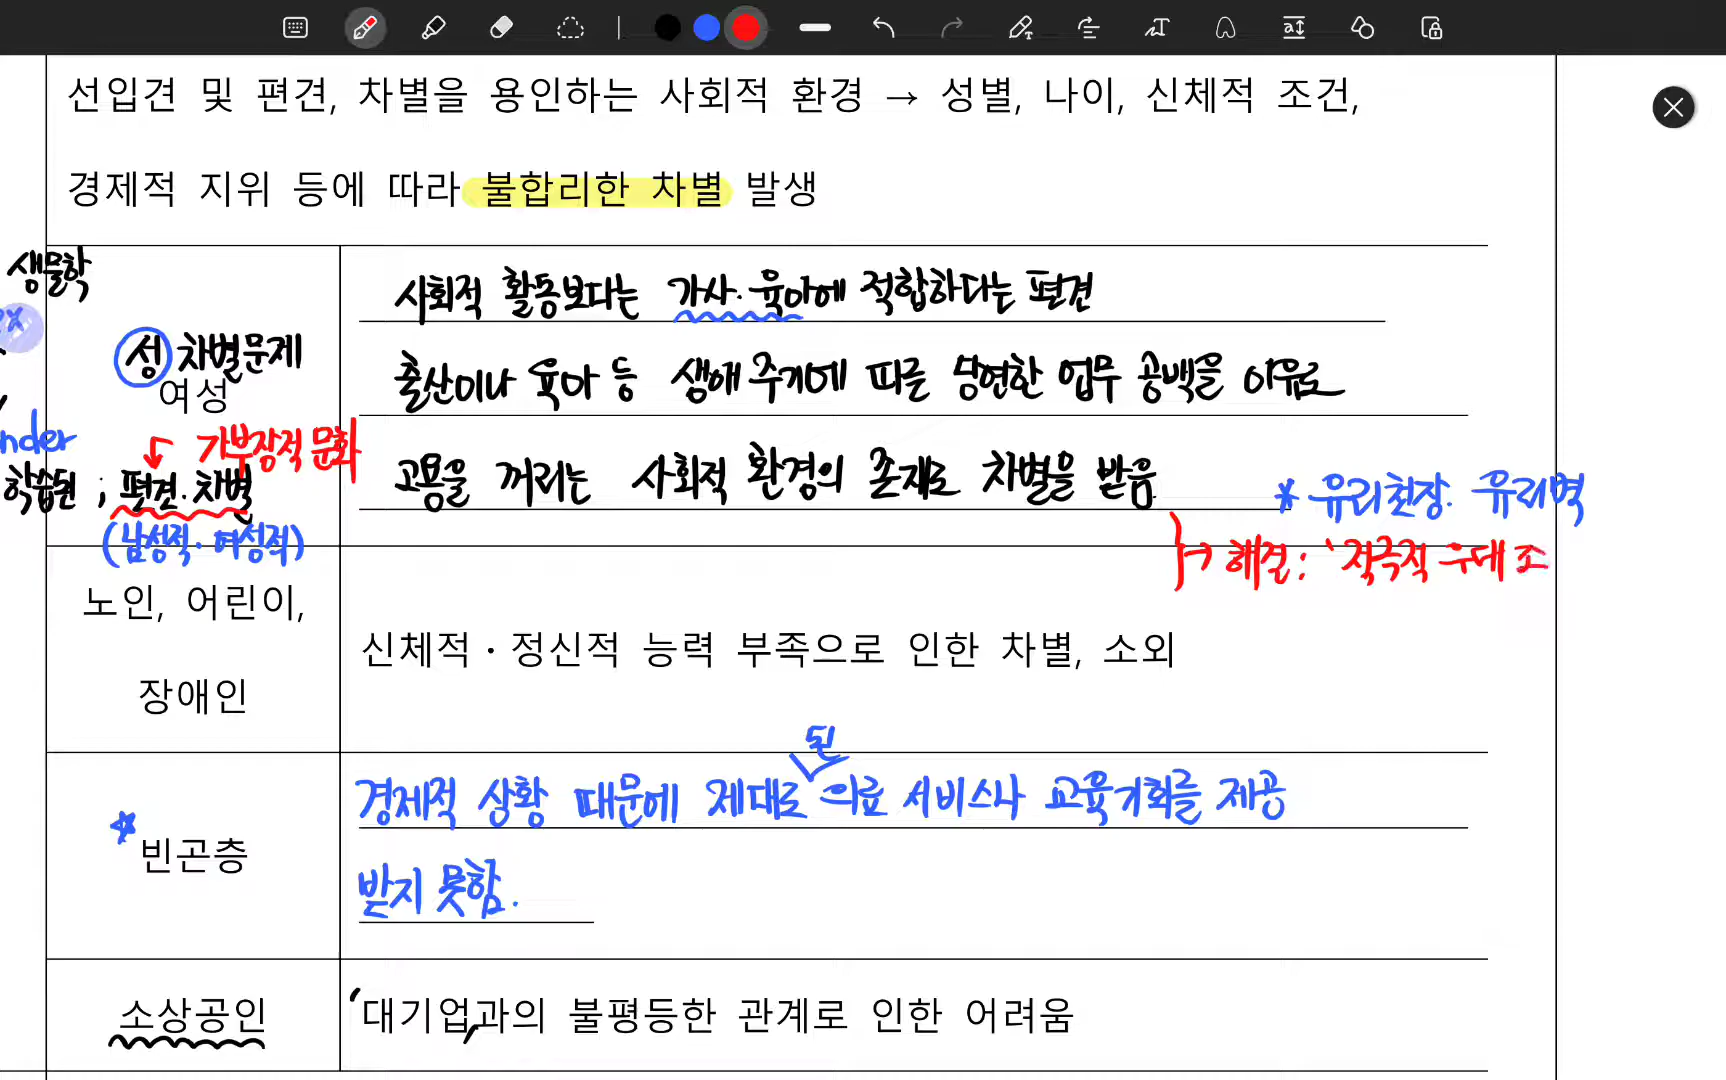 선입견 및 편견, 차별을 용인하는 사회적 환경 → 성별, 나이, 신체적 조건,
경제적 지위 등에 따라 불합리한 차별 발생
생물학
성 차별문제
여성
가부장적 문화
nder
학습된 ; 편견·차별
(남성적·여성적)
사회적 활동보다는 가사·육아에 적합하다는 편견
출산이나 육아 등 생애 주기에 따른 당연한 업무 공백을 이유로
고용을 꺼리는 사회적 환경의 존재로 차별을 받음
* 유리천장· 유리벽
→ 해결: '적극적 우대 조
노인, 어린이,
장애인
신체적·정신적 능력 부족으로 인한 차별, 소외
빈곤층
된
경제적 상황 때문에 제대로 의료 서비스나 교육기회를 제공
받지 못함.
소상공인
'대기업,과의 불평등한 관계로 인한 어려움